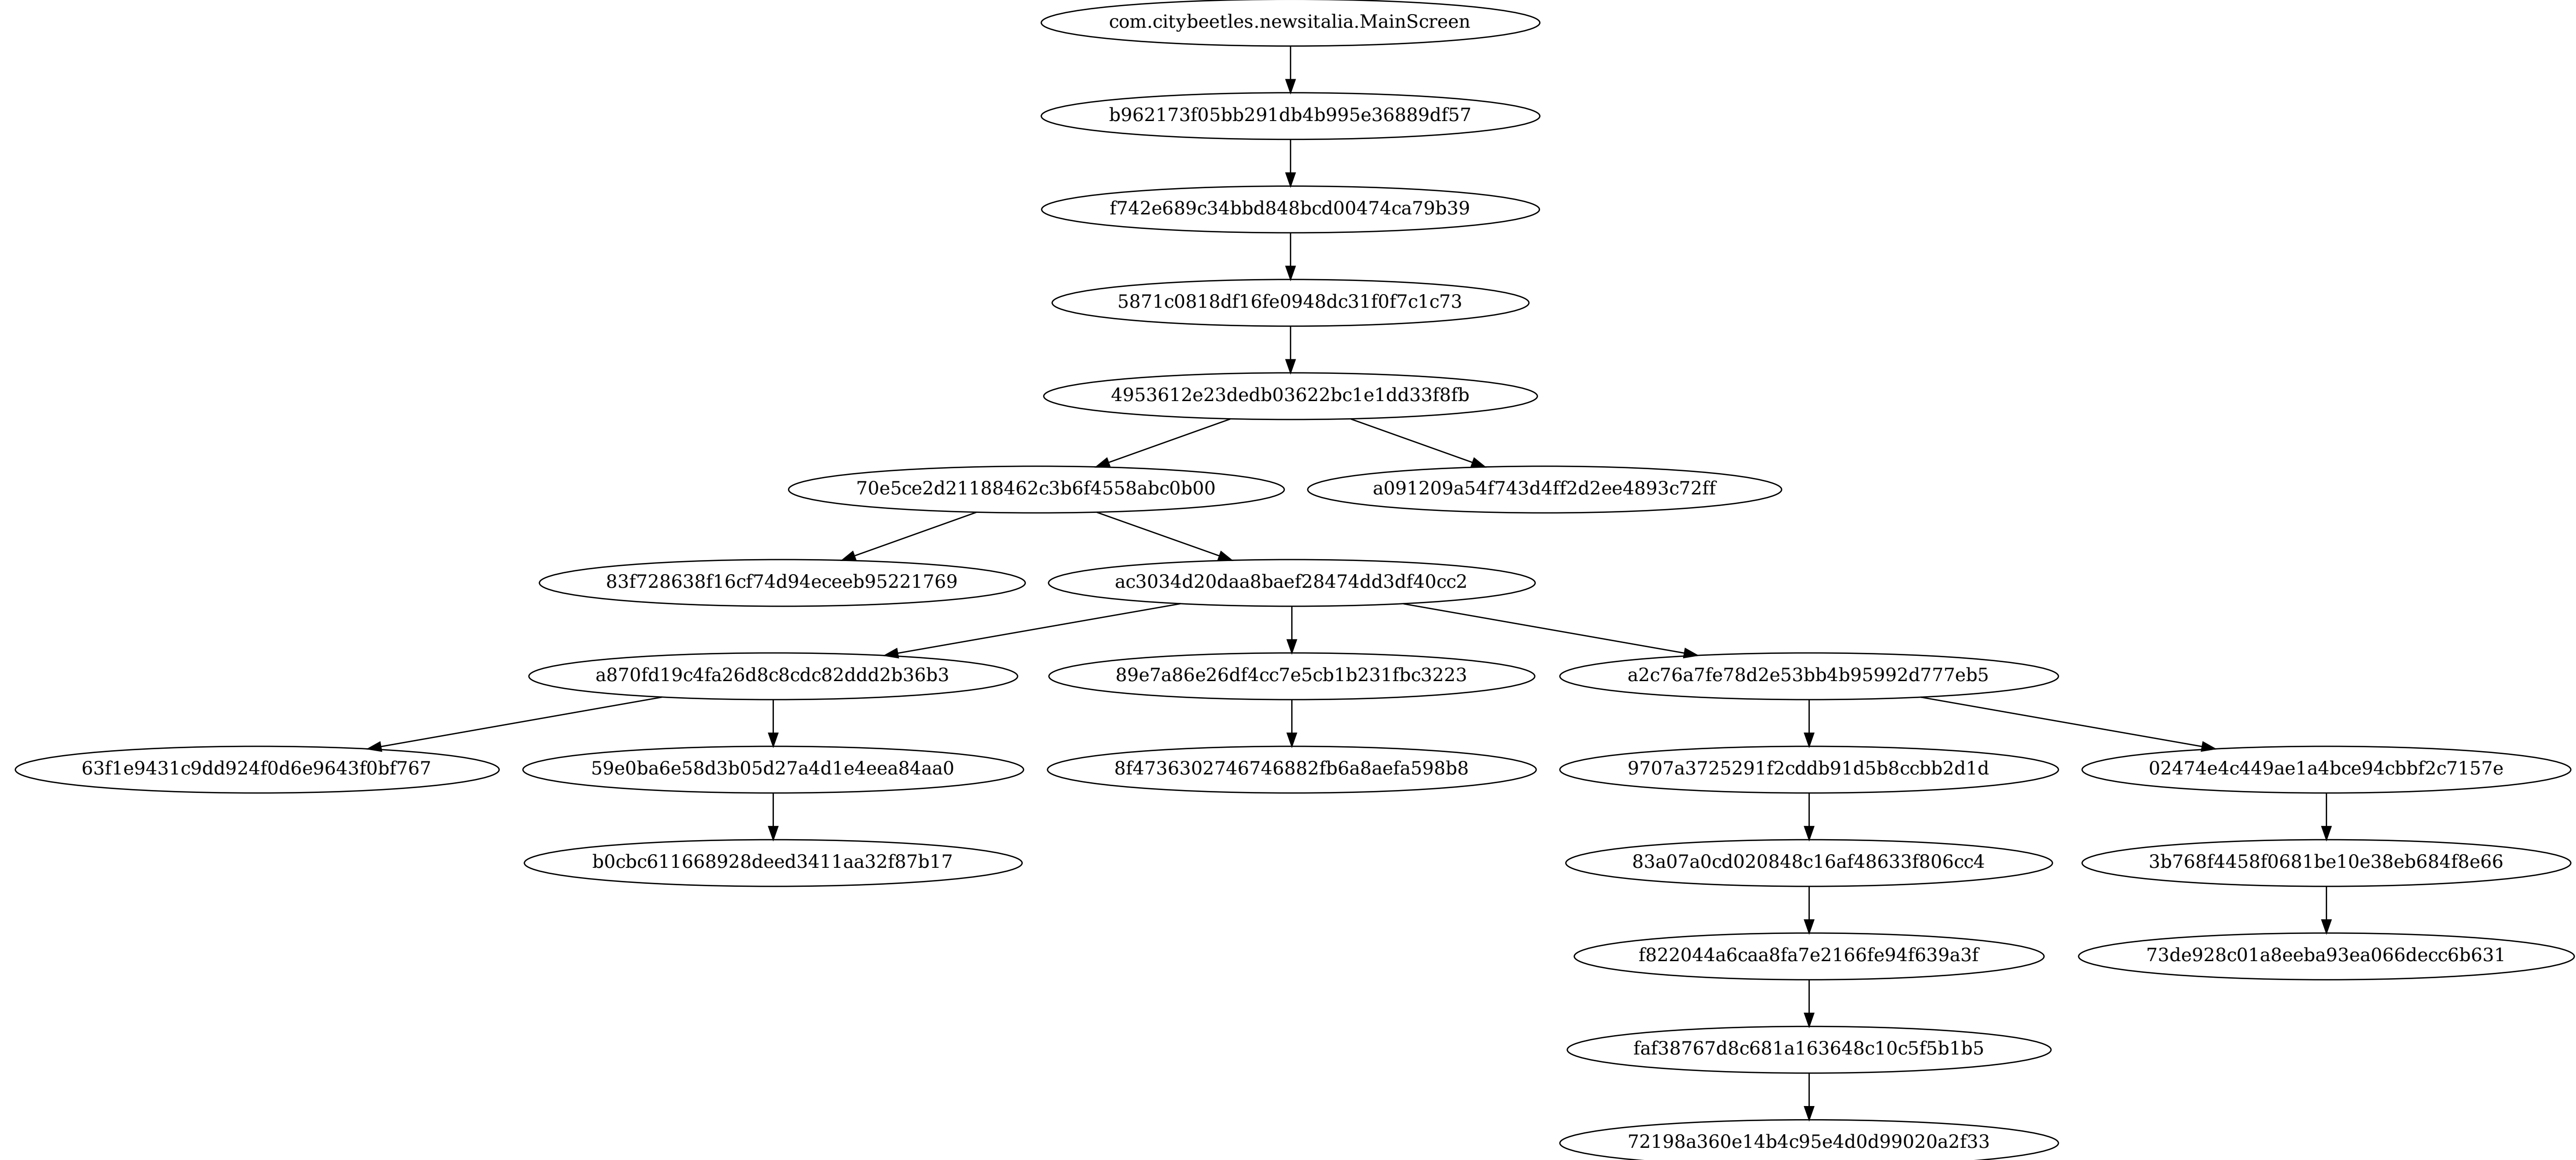 com.citybeetles.newsitalia.MainScreen
b962173f05bb291db4b995e36889df57
f742e689c34bbd848bcd00474ca79b39
5871c0818df16fe0948dc31f0f7c1c73
4953612e23dedb03622bc1e1dd33f8fb
70e5ce2d21188462c3b6f4558abc0b00
a091209a54f743d4ff2d2ee4893c72ff
83f728638f16cf74d94eceeb95221769
ac3034d20daa8baef28474dd3df40cc2
a870fd19c4fa26d8c8cdc82ddd2b36b3
89e7a86e26df4cc7e5cb1b231fbc3223
a2c76a7fe78d2e53bb4b95992d777eb5
63f1e9431c9dd924f0d6e9643f0bf767
59e0ba6e58d3b05d27a4d1e4eea84aa0
8f4736302746746882fb6a8aefa598b8
9707a3725291f2cddb91d5b8ccbb2d1d
02474e4c449ae1a4bce94cbbf2c7157e
b0cbc611668928deed3411aa32f87b17
83a07a0cd020848c16af48633f806cc4
3b768f4458f0681be10e38eb684f8e66
f822044a6caa8fa7e2166fe94f639a3f
73de928c01a8eeba93ea066decc6b631
faf38767d8c681a163648c10c5f5b1b5
72198a360e14b4c95e4d0d99020a2f33